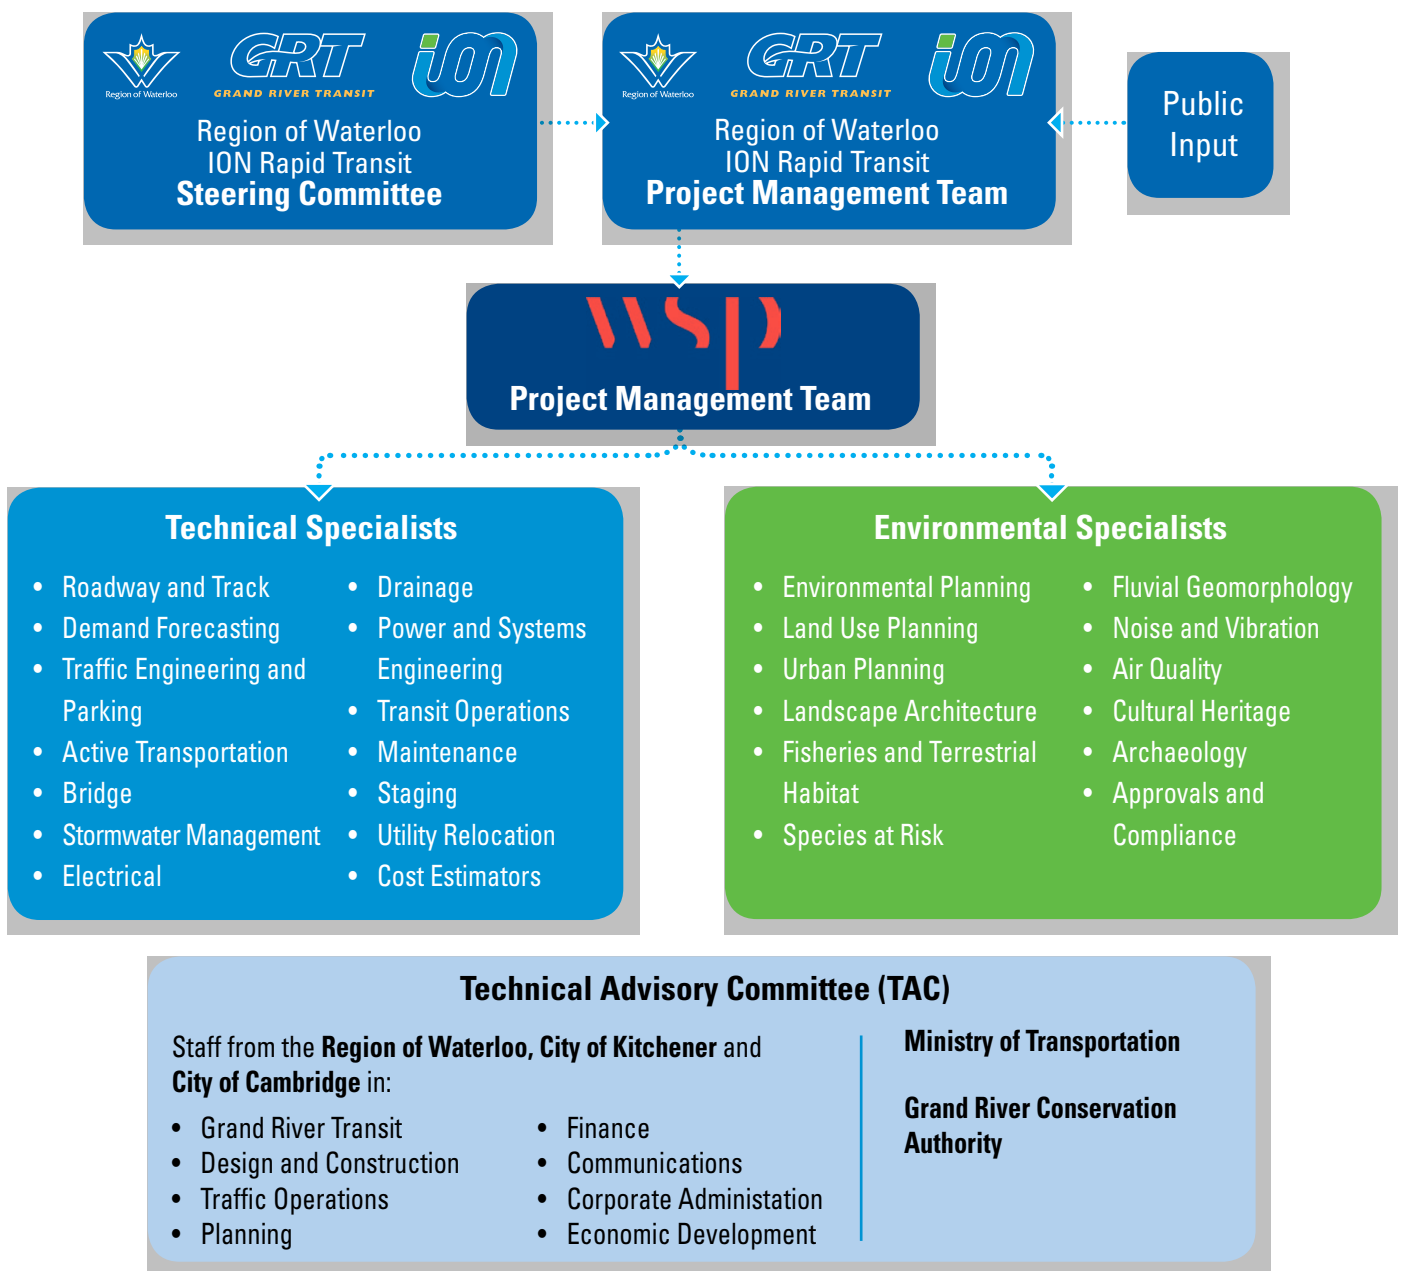 Region of Waterloo
GRT
GRAND RIVER TRANSIT
ion
Region of Waterloo
ION Rapid Transit
Steering Committee
Region of Waterloo
GRT
GRAND RIVER TRANSIT
ion
Region of Waterloo
ION Rapid Transit
Project Management Team
Public
Input
wsp
Project Management Team
Technical Specialists
• Roadway and Track
• Demand Forecasting
• Traffic Engineering and
Parking
• Active Transportation
• Bridge
• Stormwater Management
• Electrical
• Drainage
• Power and Systems
Engineering
• Transit Operations
• Maintenance
• Staging
• Utility Relocation
• Cost Estimators
Environmental Specialists
• Environmental Planning
• Land Use Planning
• Urban Planning
• Landscape Architecture
• Fisheries and Terrestrial
Habitat
• Species at Risk
• Fluvial Geomorphology
• Noise and Vibration
• Air Quality
• Cultural Heritage
• Archaeology
• Approvals and
Compliance
Technical Advisory Committee (TAC)
Staff from the Region of Waterloo, City of Kitchener and
City of Cambridge in:
• Grand River Transit
• Design and Construction
• Traffic Operations
• Planning
• Finance
• Communications
• Corporate Administation
• Economic Development
Ministry of Transportation
Grand River Conservation
Authority